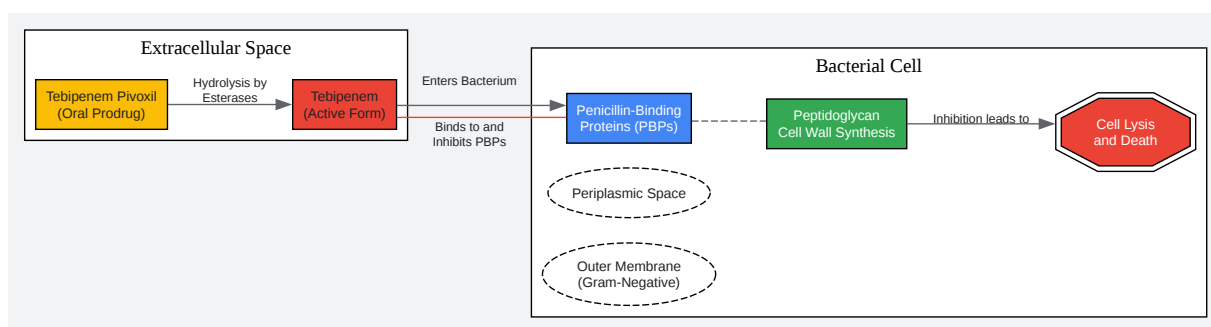 Extracellular Space
Tebipenem Pivoxil
(Oral Prodrug)
Hydrolysis by
Esterases
Tebipenem
(Active Form)
Enters Bacterium
Binds to and
Inhibits PBPs
Bacterial Cell
Penicillin-Binding
Proteins (PBPs)
Peptidoglycan
Cell Wall Synthesis
Inhibition leads to
Cell Lysis
and Death
Periplasmic Space
Outer Membrane
(Gram-Negative)